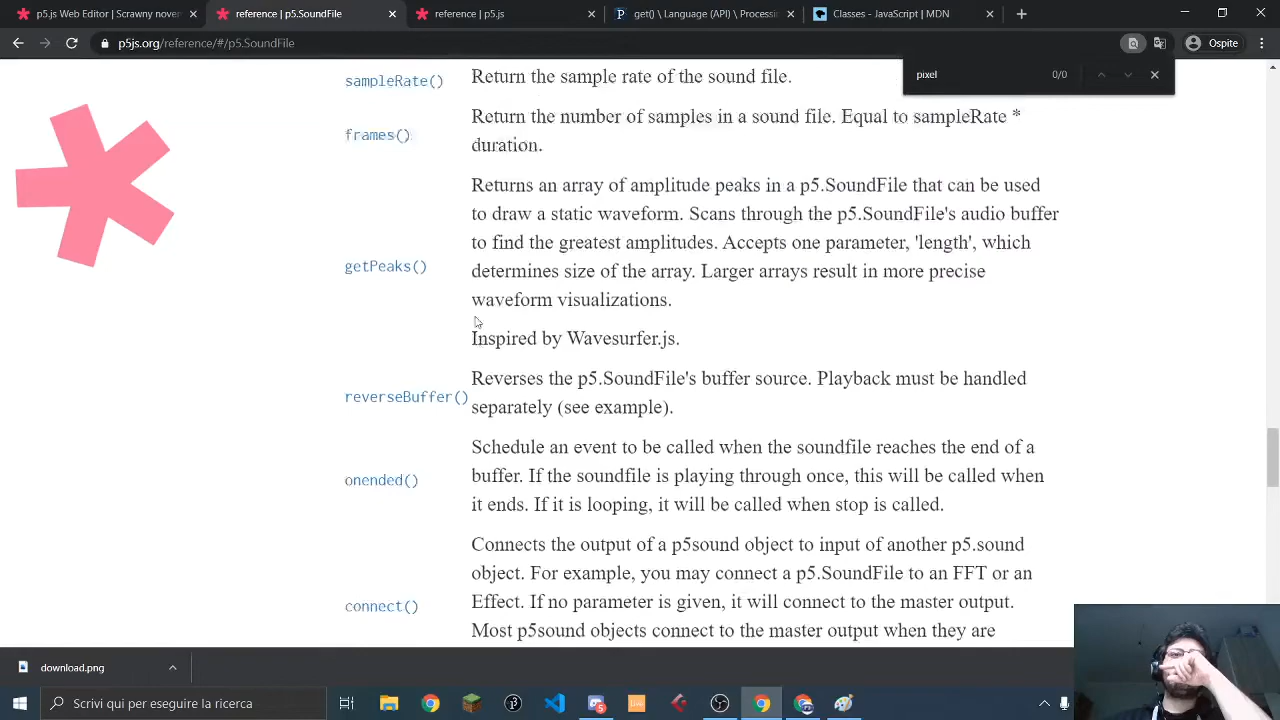 p5.js Web Editor | Scrawny nover
reference | p5.SoundFile
reference | p5.js
get() \ Language (API) \ Processin
Classes - JavaScript | MDN
p5js.org/reference/#/p5.SoundFile
Ospite
pixel
0/0
sampleRate()
Return the sample rate of the sound file.
frames()
Return the number of samples in a sound file. Equal to sampleRate *
duration.
getPeaks()
Returns an array of amplitude peaks in a p5.SoundFile that can be used
to draw a static waveform. Scans through the p5.SoundFile's audio buffer
to find the greatest amplitudes. Accepts one parameter, 'length', which
determines size of the array. Larger arrays result in more precise
waveform visualizations.
Inspired by Wavesurfer.js.
reverseBuffer()
Reverses the p5.SoundFile's buffer source. Playback must be handled
separately (see example).
onended()
Schedule an event to be called when the soundfile reaches the end of a
buffer. If the soundfile is playing through once, this will be called when
it ends. If it is looping, it will be called when stop is called.
connect()
Connects the output of a p5sound object to input of another p5.sound
object. For example, you may connect a p5.SoundFile to an FFT or an
Effect. If no parameter is given, it will connect to the master output.
Most p5sound objects connect to the master output when they are
download.png
Scrivi qui per eseguire la ricerca